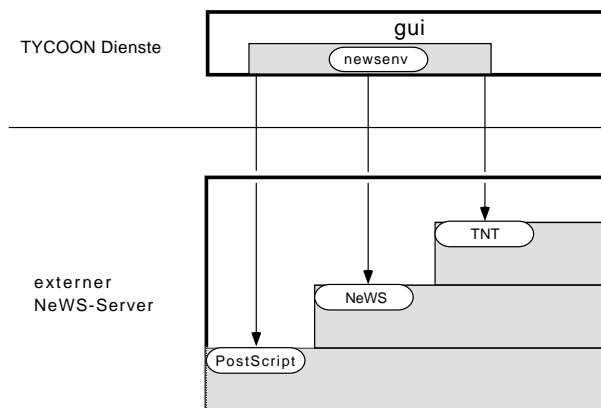 gui
TYCOON Dienste
newsenv
TNT
externer
NeWS-Server
NeWS
PostScript